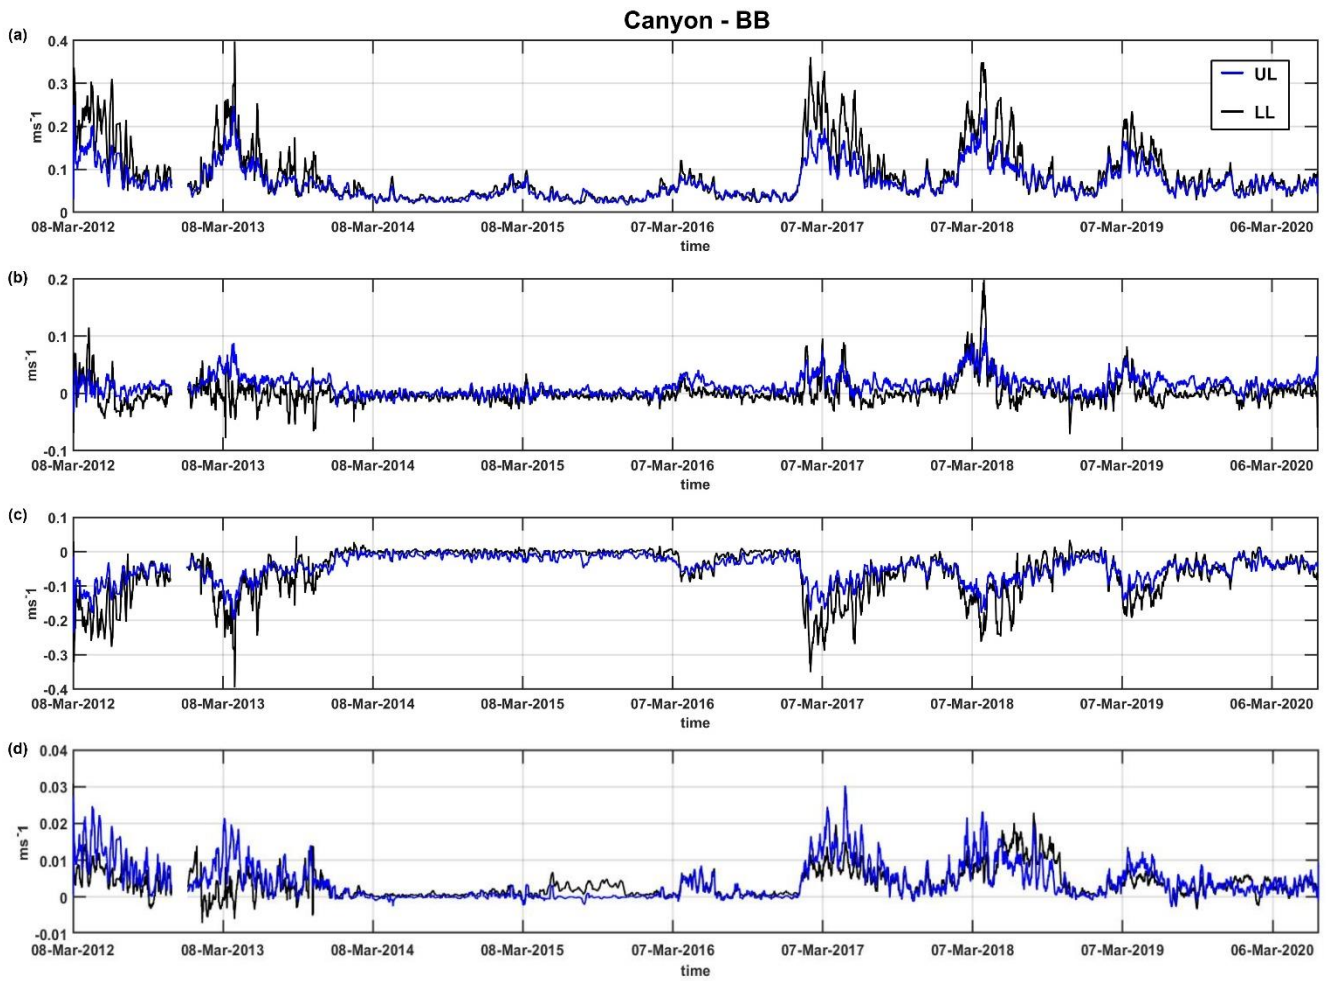 Canyon - BB
(a)
0.4
0.3
0.2
0.1
0
ms⁻1
UL
LL
08-Mar-2012 08-Mar-2013 08-Mar-2014 08-Mar-2015 07-Mar-2016 07-Mar-2017 07-Mar-2018 07-Mar-2019 06-Mar-2020
time
(b)
0.2
0.1
0
-0.1
ms⁻1
08-Mar-2012 08-Mar-2013 08-Mar-2014 08-Mar-2015 07-Mar-2016 07-Mar-2017 07-Mar-2018 07-Mar-2019 06-Mar-2020
time
(c)
0.1
0
-0.1
-0.2
-0.3
-0.4
ms⁻1
08-Mar-2012 08-Mar-2013 08-Mar-2014 08-Mar-2015 07-Mar-2016 07-Mar-2017 07-Mar-2018 07-Mar-2019 06-Mar-2020
time
(d)
0.04
0.03
0.02
0.01
0
-0.01
ms⁻1
08-Mar-2012 08-Mar-2013 08-Mar-2014 08-Mar-2015 07-Mar-2016 07-Mar-2017 07-Mar-2018 07-Mar-2019 06-Mar-2020
time